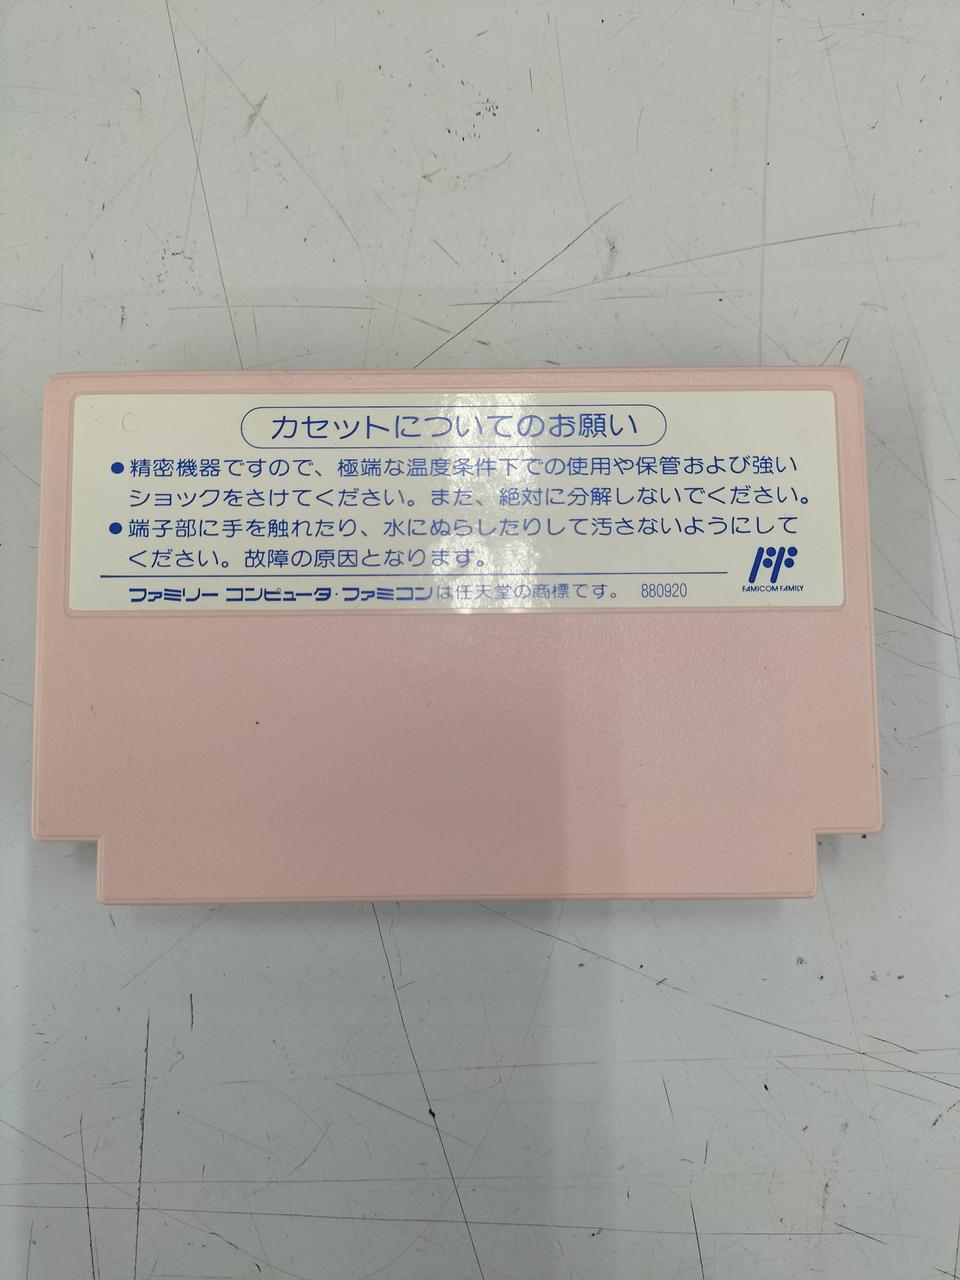 カセットについてのお願い
●精密機器ですので、極端な温度条件下での使用や保管および強い
ショックをさけてください。また、絶対に分解しないでください。
●端子部に手を触れたり、水にぬらしたりして汚さないようにして
ください。故障の原因となります。
FAMICOM FAMILY
ファミリー コンピュータ・ファミコンは任天堂の商標です。 880920